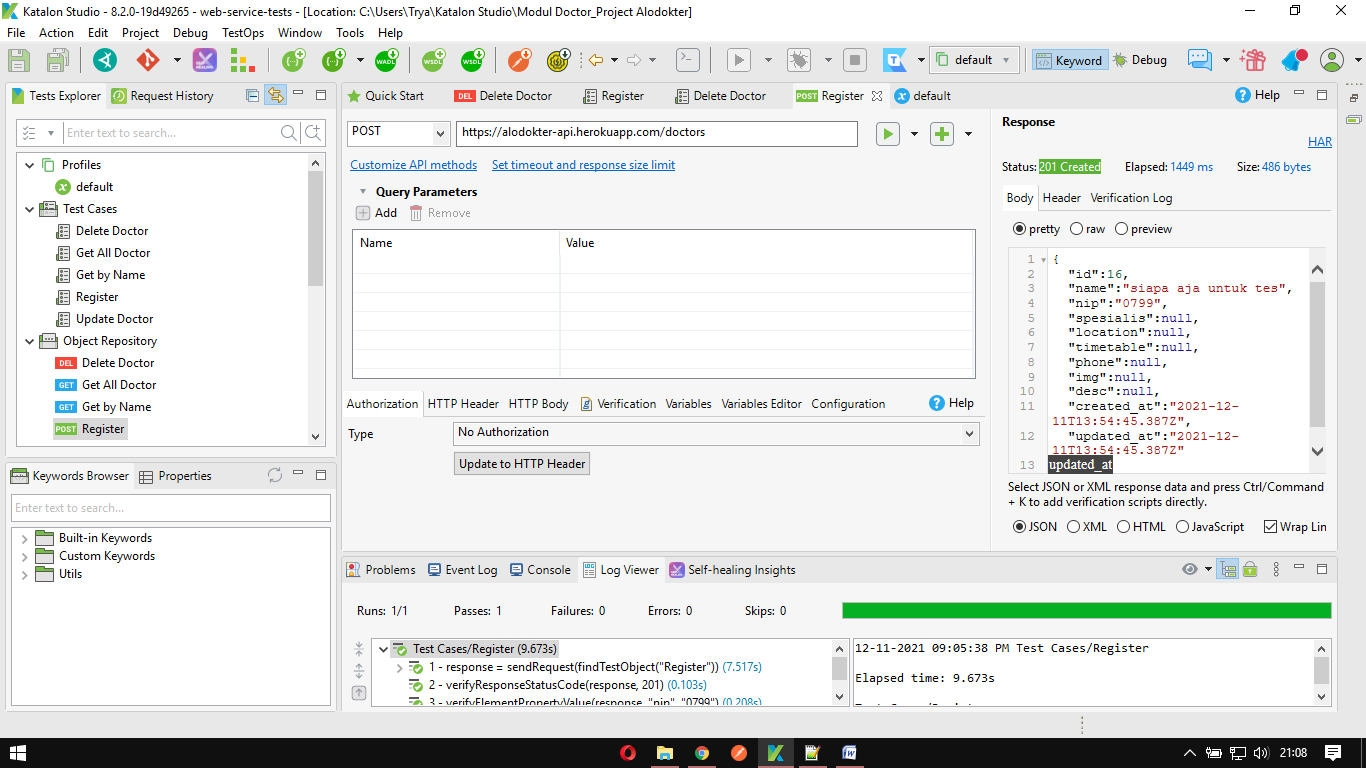 Katalon Studio - 8.2.0-19d49265 - web-service-tests - [Location: C:\Users\Trya\Katalon Studio\Modul Doctor_Project Alodokter]
File Action Edit Project Debug TestOps Window Tools Help
default Keyword Debug
Tests Explorer Request History
Enter text to search...
Profiles
default
Test Cases
Delete Doctor
Get All Doctor
Get by Name
Register
Update Doctor
Object Repository
DEL Delete Doctor
GET Get All Doctor
GET Get by Name
POST Register
Keywords Browser Properties
Enter text to search...
Built-in Keywords
Custom Keywords
Utils
Quick Start DEL Delete Doctor Register Delete Doctor POST Register default Help
POST https://alodokter-api.herokuapp.com/doctors
Customize API methods Set timeout and response size limit
Query Parameters
Add Remove
Name Value
Authorization HTTP Header HTTP Body Verification Variables Variables Editor Configuration Help
Type No Authorization
Update to HTTP Header
Response
HAR
Status: 201 Created Elapsed: 1449 ms Size: 486 bytes
Body Header Verification Log
pretty raw preview
1 {
2 "id":16,
3 "name":"siapa aja untuk tes",
4 "nip":"0799",
5 "spesialis":null,
6 "location":null,
7 "timetable":null,
8 "phone":null,
9 "img":null,
10 "desc":null,
11 "created_at":"2021-12-
11T13:54:45.387Z",
12 "updated_at":"2021-12-
11T13:54:45.387Z"
13 updated_at
Select JSON or XML response data and press Ctrl/Command
+ K to add verification scripts directly.
JSON XML HTML JavaScript Wrap Lin
Problems Event Log Console Log Viewer Self-healing Insights
Runs: 1/1 Passes: 1 Failures: 0 Errors: 0 Skips: 0
Test Cases/Register (9.673s)
1 - response = sendRequest(findTestObject("Register")) (7.517s)
2 - verifyResponseStatusCode(response, 201) (0.103s)
3 - verifyElementPropertyValue(response, "nip", "0799") (0.208s)
12-11-2021 09:05:38 PM Test Cases/Register
Elapsed time: 9.673s
21:08